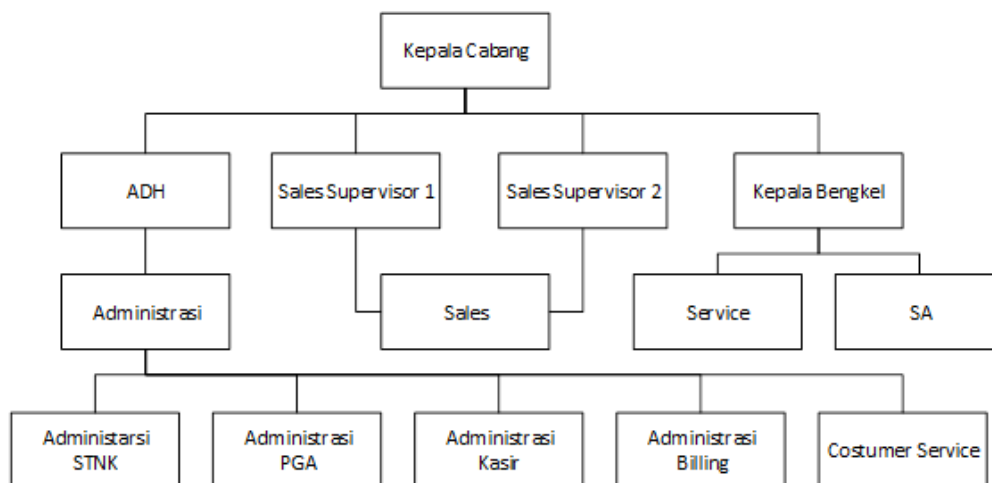 Kepala Cabang
ADH
Sales Supervisor 1
Sales Supervisor 2
Kepala Bengkel
Administrasi
Sales
Service
SA
Administarsi
STNK
Administrasi
PGA
Administrasi
Kasir
Administrasi
Billing
Costumer Service